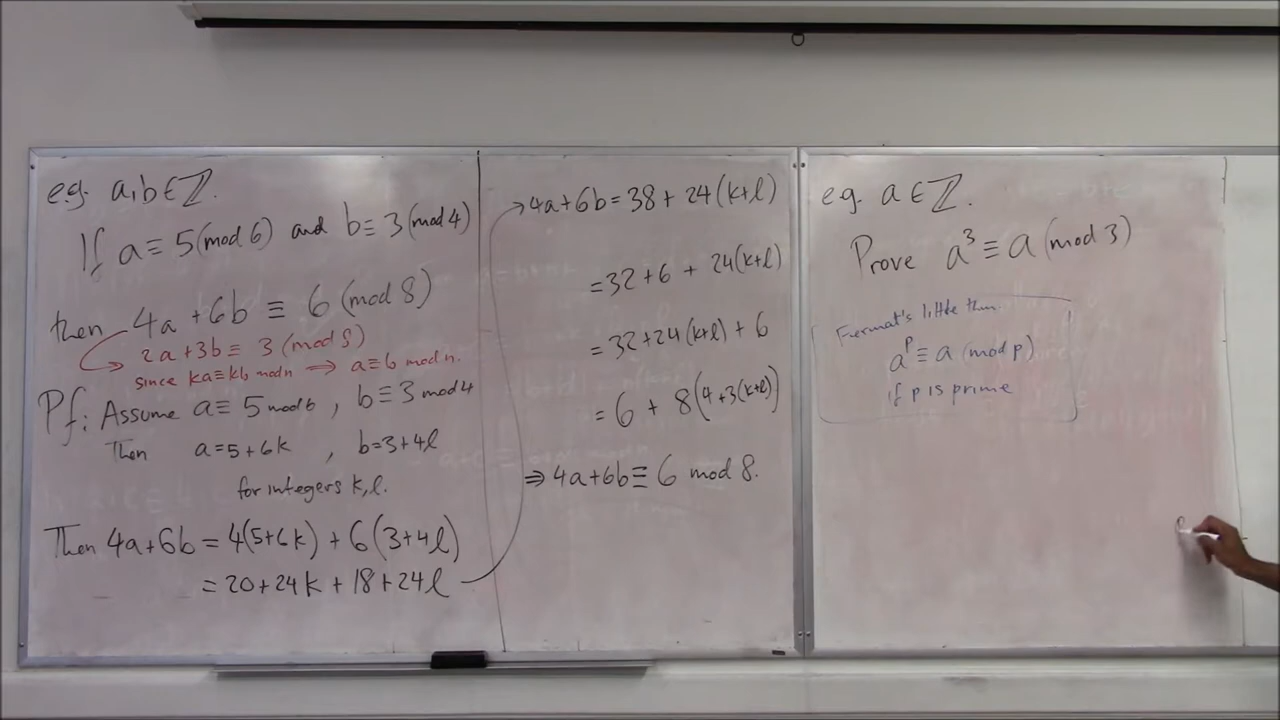 e.g. a,b ∈ ℤ.
If a ≡ 5 (mod 6) and b ≡ 3 (mod 4)
then 4a + 6b ≡ 6 (mod 8)
2a + 3b ≡ 3 (mod 8)
since ka ≡ kb mod n ⟹ a ≡ b mod n.
Pf: Assume a ≡ 5 mod 6 , b ≡ 3 mod 4
Then a = 5 + 6k , b = 3 + 4l
for integers k, l.
Then 4a + 6b = 4(5+6k) + 6(3+4l)
= 20 + 24k + 18 + 24l
4a + 6b = 38 + 24(k+l)
= 32 + 6 + 24(k+l)
= 32 + 24(k+l) + 6
= 6 + 8(4+3(k+l))
⇒ 4a + 6b ≡ 6 mod 8.
e.g. a ∈ ℤ.
Prove a³ ≡ a (mod 3)
Fermat's little thm..
aᵖ ≡ a (mod p)
if p is prime